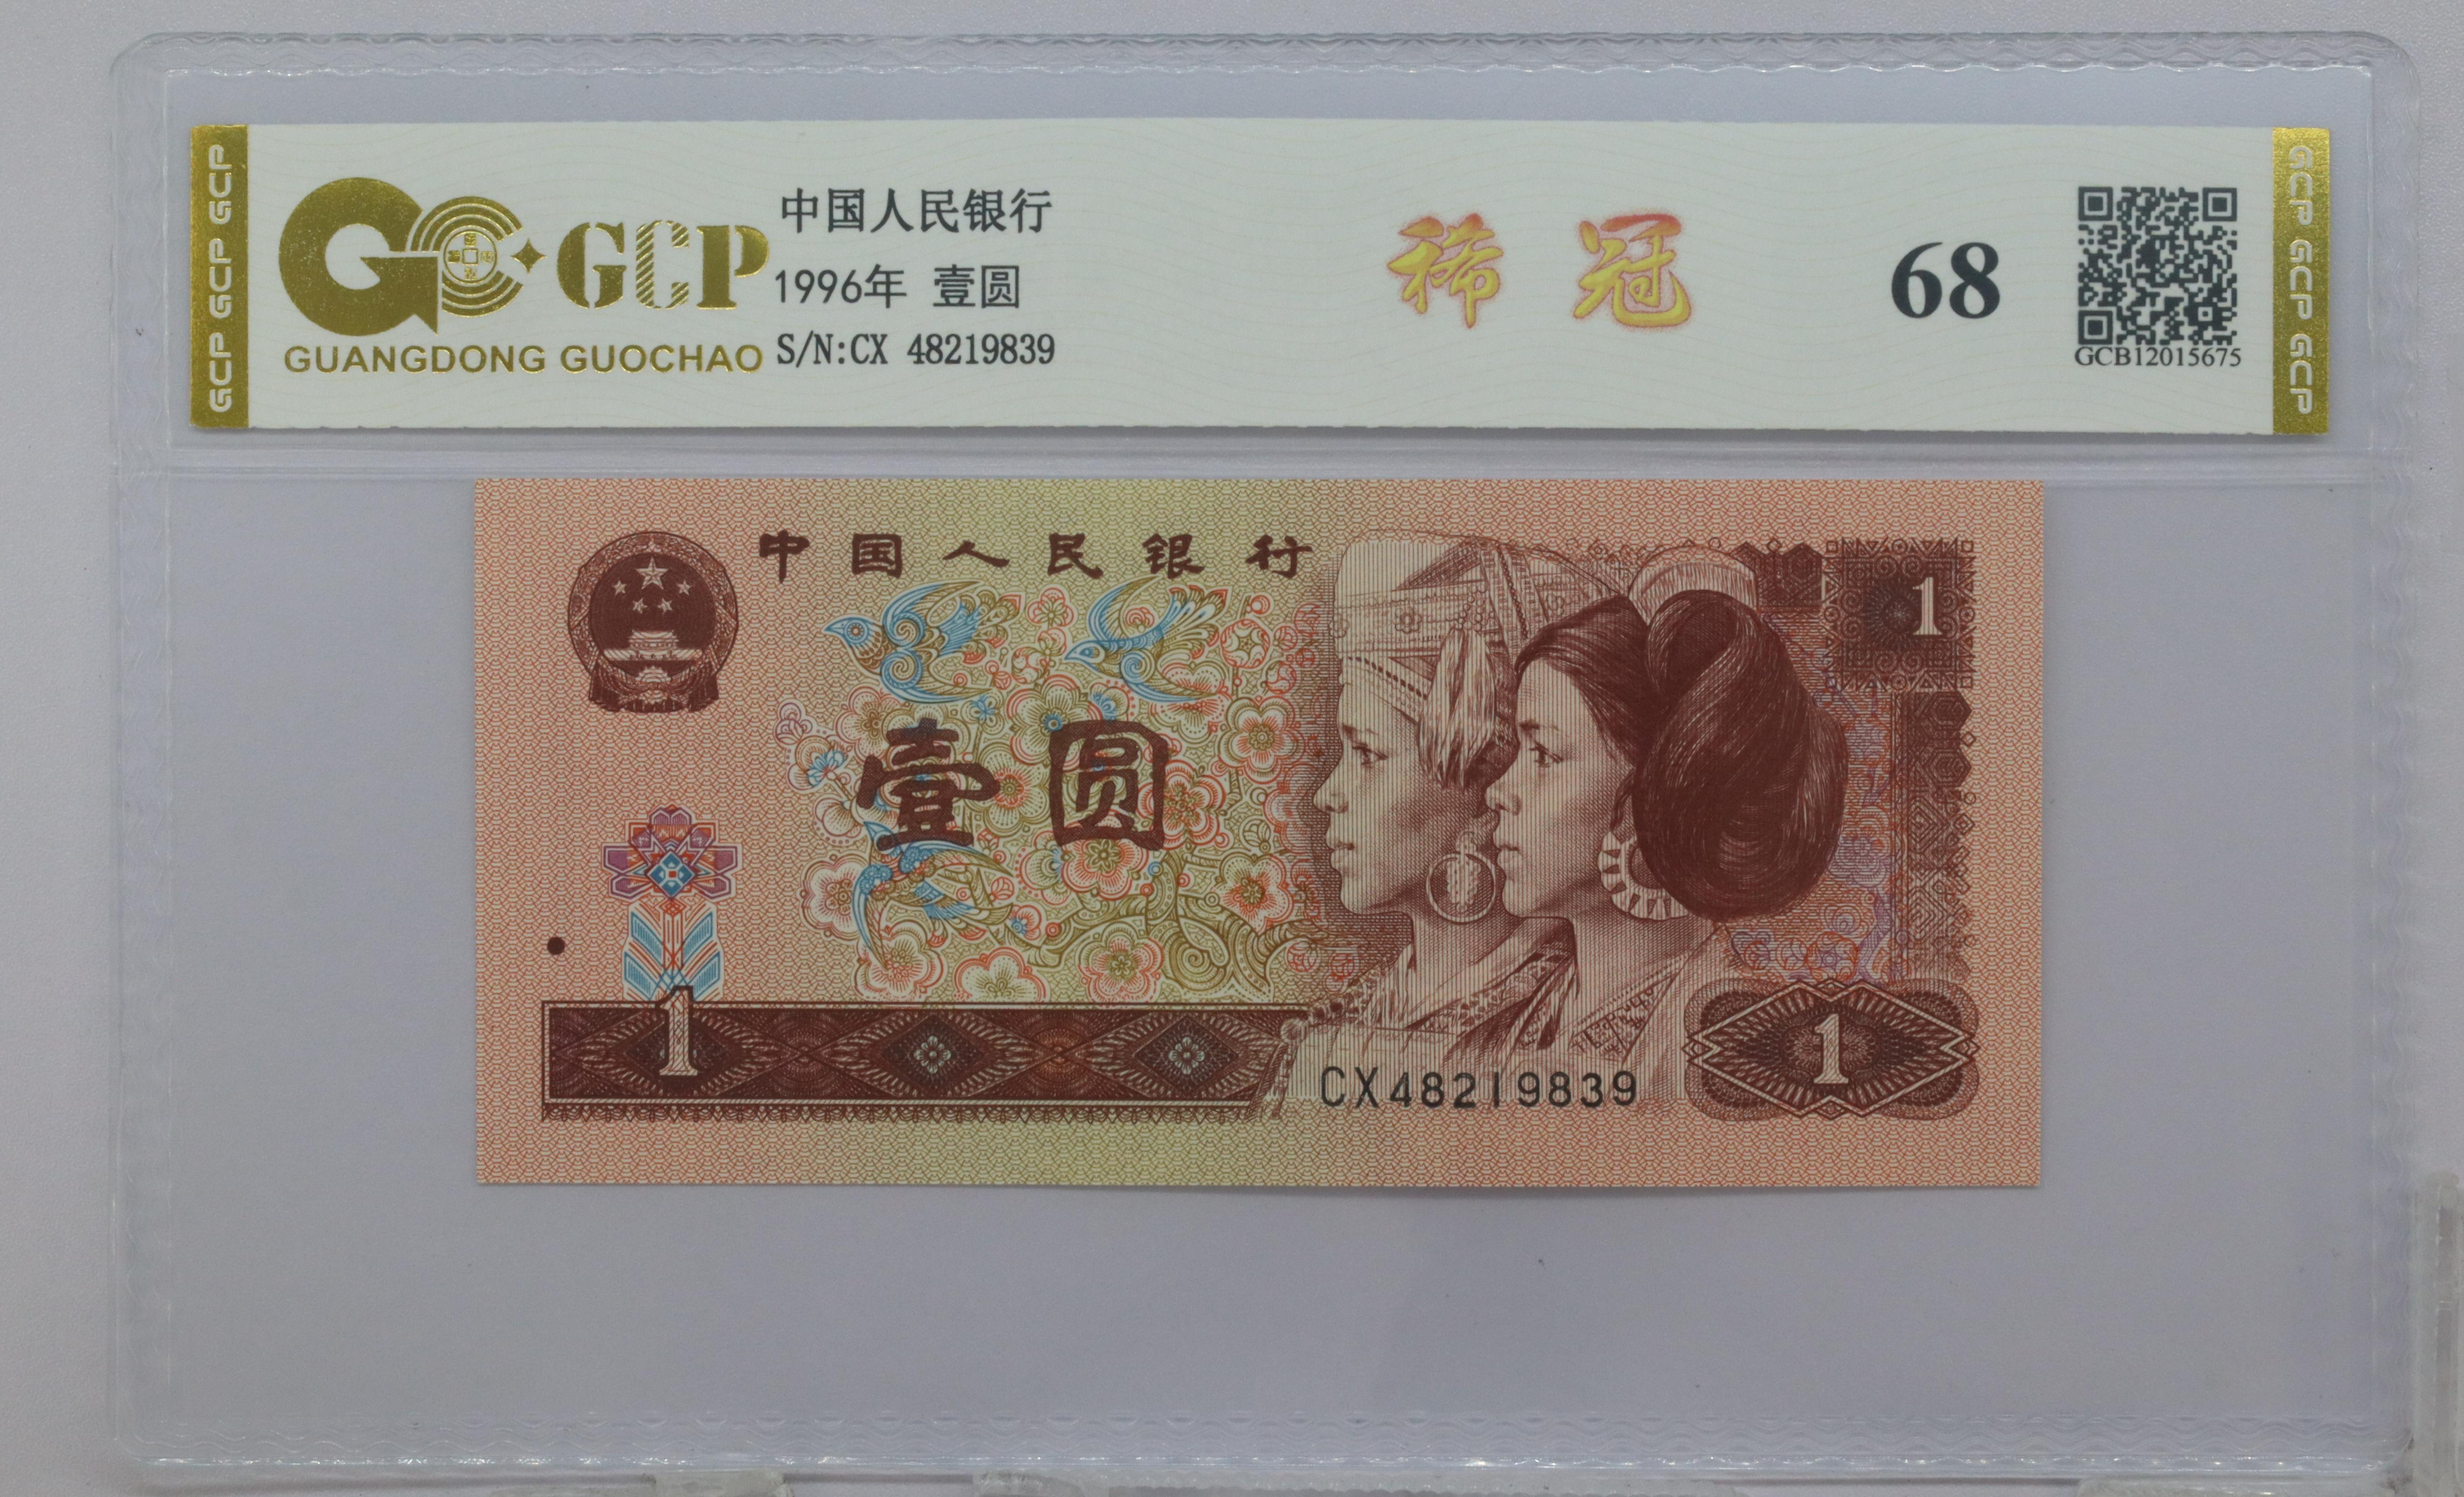 GCP GCP GCP
GCP
GUANGDONG GUOCHAO
中国人民银行
1996年 壹圆
S/N:CX 48219839
稀冠
68
GCB12015675
GCP GCP GCP
中国人民银行
1
壹圆
1
1
CX48219839